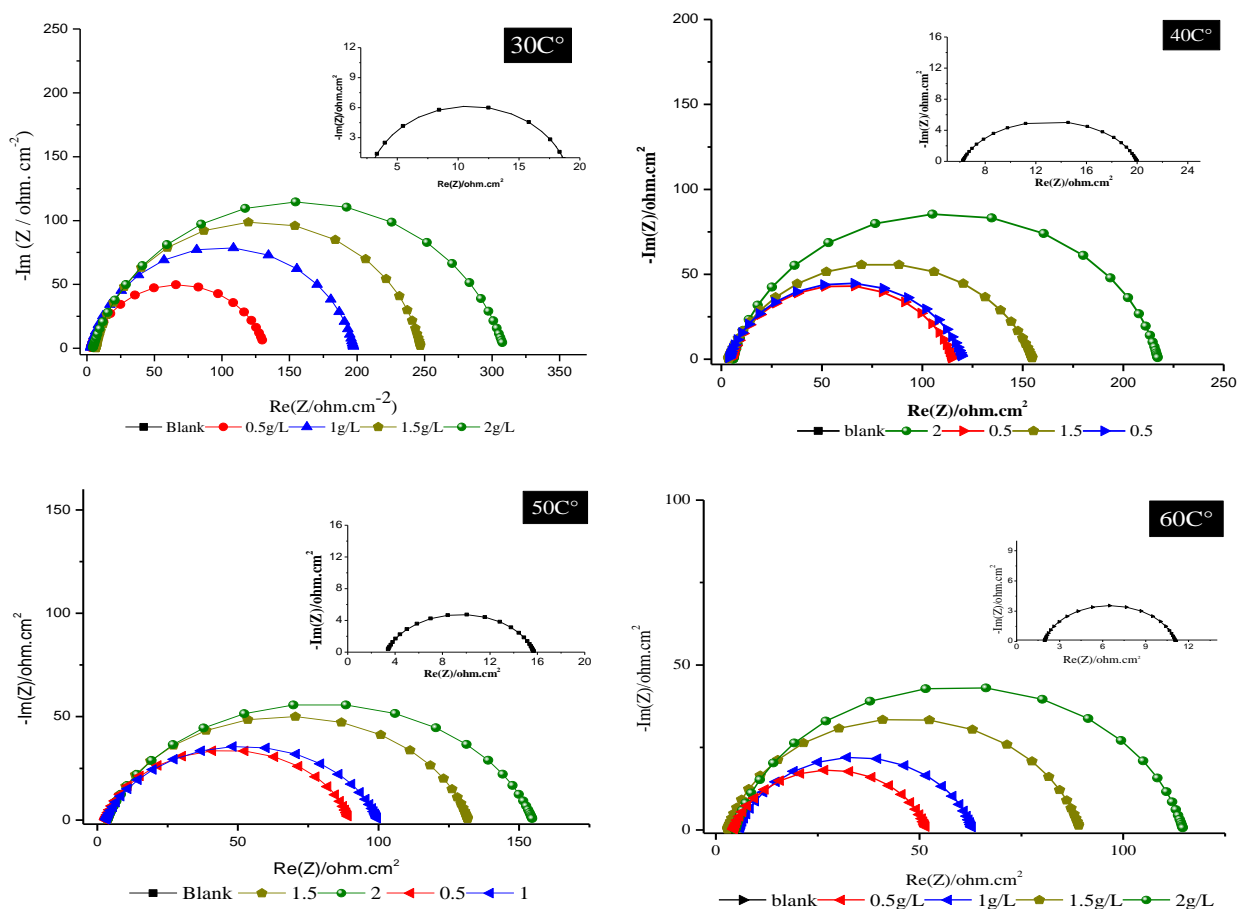 30C°
-Im (Z / ohm. cm⁻²)
250
200
150
100
50
0
0 50 100 150 200 250 300 350
Re(Z/ohm.cm⁻²)
Blank 0.5g/L 1g/L 1.5g/L 2g/L
-Im(Z)/ohm.cm²
12
9
6
3
5 10 15 20
Re(Z)/ohm.cm²
40C°
-Im(Z)/ohm.cm²
200
175
150
125
100
75
50
25
0
0 50 100 150 200 250
Re(Z)/ohm.cm²
blank 2 0.5 1.5 0.5
-Im(Z)/ohm.cm²
16
12
8
4
0
8 12 16 20 24
Re(Z)/ohm.cm²
50C°
-Im(Z)/ohm.cm²
150
100
50
0
0 50 100 150
Re(Z)/ohm.cm²
Blank 1.5 2 0.5 1
-Im(Z)/ohm.cm²
16
12
8
4
0
0 4 8 12 16 20
Re(Z)/ohm.cm²
60C°
-Im(Z)/ohm.cm²
100
50
0
0 50 100
Re(Z)/ohm.cm²
blank 0.5g/L 1g/L 1.5g/L 2g/L
-Im(Z)/ohm.cm²
9
6
3
0
0 3 6 9 12
Re(Z)/ohm.cm²